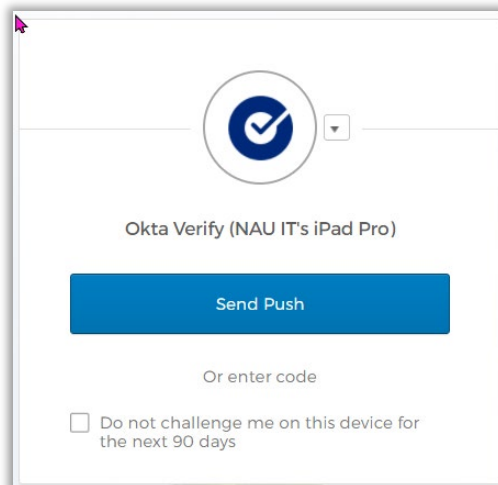 Okta Verify (NAU IT's iPad Pro)
Send Push
Or enter code
Do not challenge me on this device for
the next 90 days